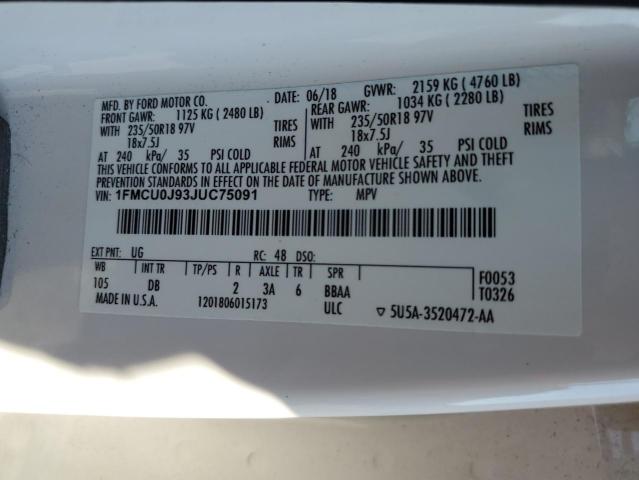 MFD. BY FORD MOTOR CO. DATE: 06/18 GVWR: 2159 KG ( 4760 LB)
FRONT GAWR: 1125 KG ( 2480 LB) REAR GAWR: 1034 KG ( 2280 LB)
WITH 235/50R18 97V TIRES WITH 235/50R18 97V TIRES
18x7.5J RIMS 18x7.5J RIMS
AT 240 kPa/ 35 PSI COLD AT 240 kPa/ 35 PSI COLD
THIS VEHICLE CONFORMS TO ALL APPLICABLE FEDERAL MOTOR VEHICLE SAFETY AND THEFT
PREVENTION STANDARDS IN EFFECT ON THE DATE OF MANUFACTURE SHOWN ABOVE.
VIN: 1FMCU0J93JUC75091 TYPE: MPV
EXT PNT: UG RC: 48 DSO:
WB INT TR TP/PS R AXLE TR SPR F0053
105 DB 2 3A 6 BBAA T0326
MADE IN U.S.A. 1201806015173 ULC ▽ 5U5A-3520472-AA